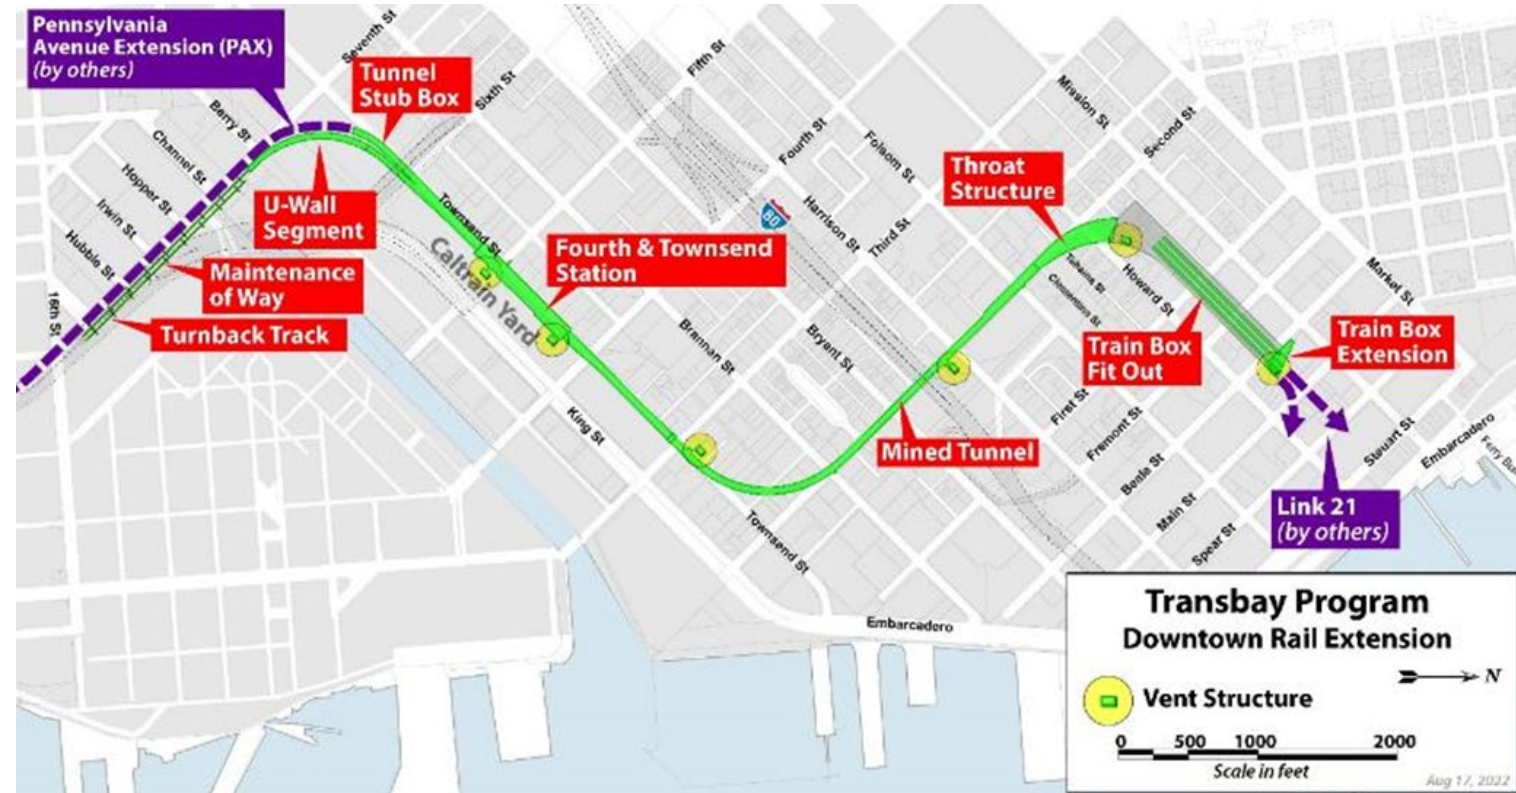 Pennsylvania
Avenue Extension (PAX)
(by others)
Seventh St
Tunnel
Stub Box
Sixth St
Fifth St
Mission St
Second St
Berry St
Channel St
Hopper St
Irwin St
Hubble St
16th St
U-Wall
Segment
Maintenance
of Way
Turnback Track
Townsend St
Caltrain Yard
Fourth & Townsend
Station
Fourth St
Folsom St
80
Harrison St
Third St
Throat
Structure
Tehama St
Clementina St
Howard St
Market St
Brannan St
Bryant St
Train Box
Fit Out
Train Box
Extension
King St
Mined Tunnel
First St
Fremont St
Beale St
Main St
Spear St
Steuart St
Embarcadero
Townsend St
Embarcadero
Link 21
(by others)
Transbay Program
Downtown Rail Extension
N
Vent Structure
0 500 1000 2000
Scale in feet
Aug 17, 2022